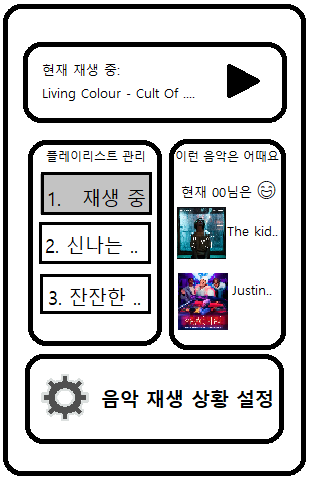 현재 재생 중:
Living Colour - Cult Of ....
플레이리스트 관리
1. 재생 중
2. 신나는 ..
3. 잔잔한 ..
이런 음악은 어때요
현재 00님은 😊
The kid..
Justin..
음악 재생 상황 설정